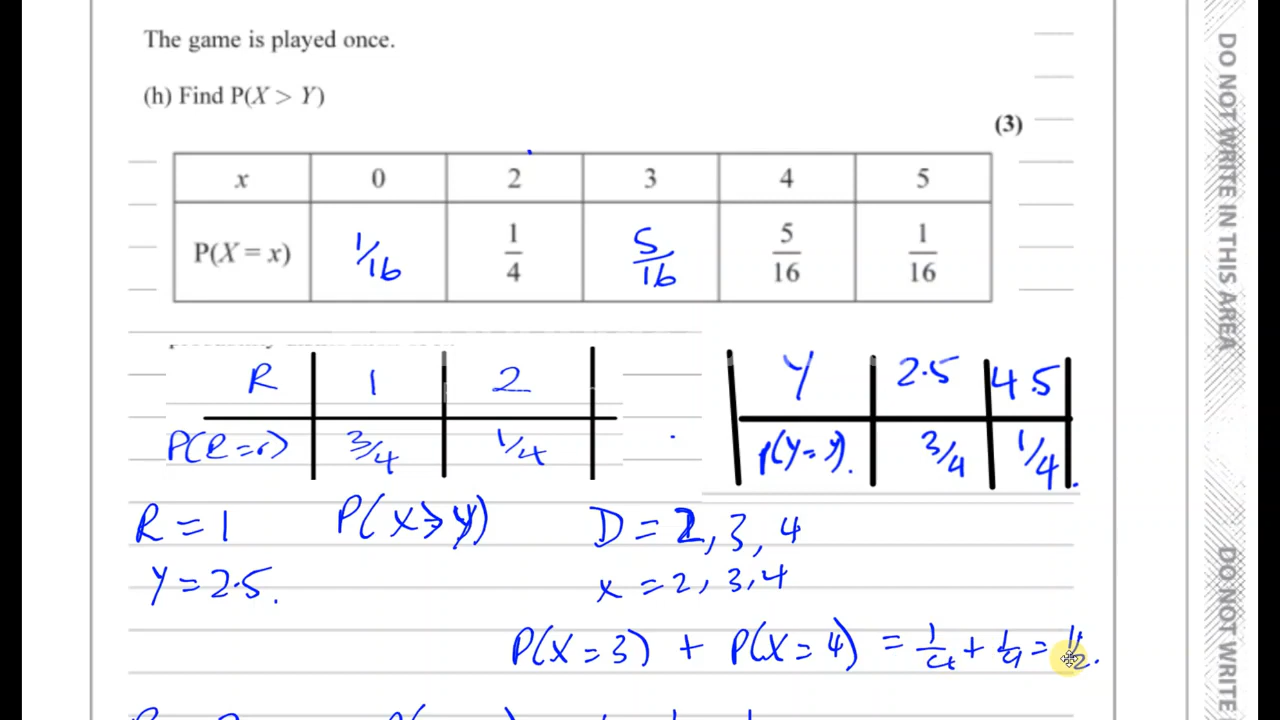 The game is played once.
(h) Find P(X > Y)
(3)
x 0 2 3 4 5
P(X = x) 1/16 1/4 5/16 5/16 1/16
R 1 2
P(R=r) 3/4 1/4
Y 2.5 4.5
P(Y=y). 3/4 1/4.
R = 1 P(X>Y) D = 2, 3, 4
Y = 2.5. x = 2, 3, 4
P(X=3) + P(X=4) = 1/4 + 1/4 = 1/2.
DO NOT WRITE IN THIS AREA
DO NOT WRITE